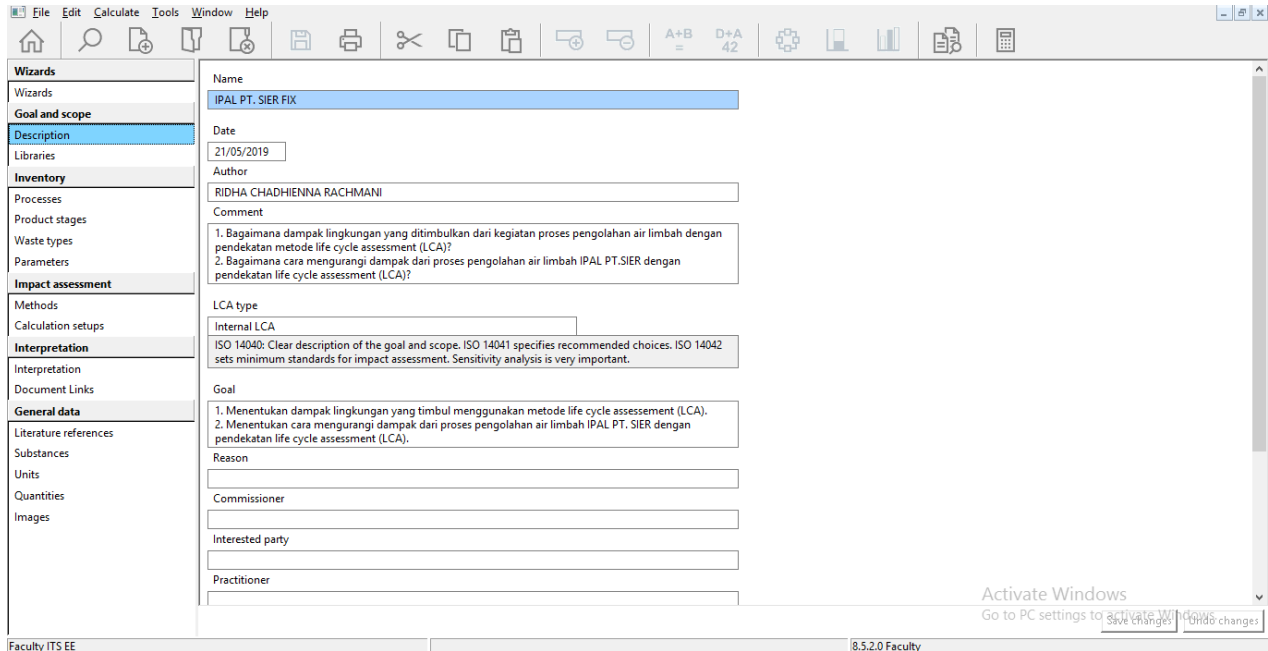 File Edit Calculate Tools Window Help
A+B
=
D+A
42
Wizards
Wizards
Goal and scope
Description
Libraries
Inventory
Processes
Product stages
Waste types
Parameters
Impact assessment
Methods
Calculation setups
Interpretation
Interpretation
Document Links
General data
Literature references
Substances
Units
Quantities
Images
Name
IPAL PT. SIER FIX
Date
21/05/2019
Author
RIDHA CHADHIENNA RACHMANI
Comment
1. Bagaimana dampak lingkungan yang ditimbulkan dari kegiatan proses pengolahan air limbah dengan
pendekatan metode life cycle assessment (LCA)?
2. Bagaimana cara mengurangi dampak dari proses pengolahan air limbah IPAL PT.SIER dengan
pendekatan life cycle assessment (LCA)?
LCA type
Internal LCA
ISO 14040: Clear description of the goal and scope. ISO 14041 specifies recommended choices. ISO 14042
sets minimum standards for impact assessment. Sensitivity analysis is very important.
Goal
1. Menentukan dampak lingkungan yang timbul menggunakan metode life cycle assessement (LCA).
2. Menentukan cara mengurangi dampak dari proses pengolahan air limbah IPAL PT. SIER dengan
pendekatan life cycle assessment (LCA).
Reason
Commissioner
Interested party
Practitioner
Activate Windows
Go to PC settings to activate Windows.
Save changes Undo changes
Faculty ITS EE
8.5.2.0 Faculty